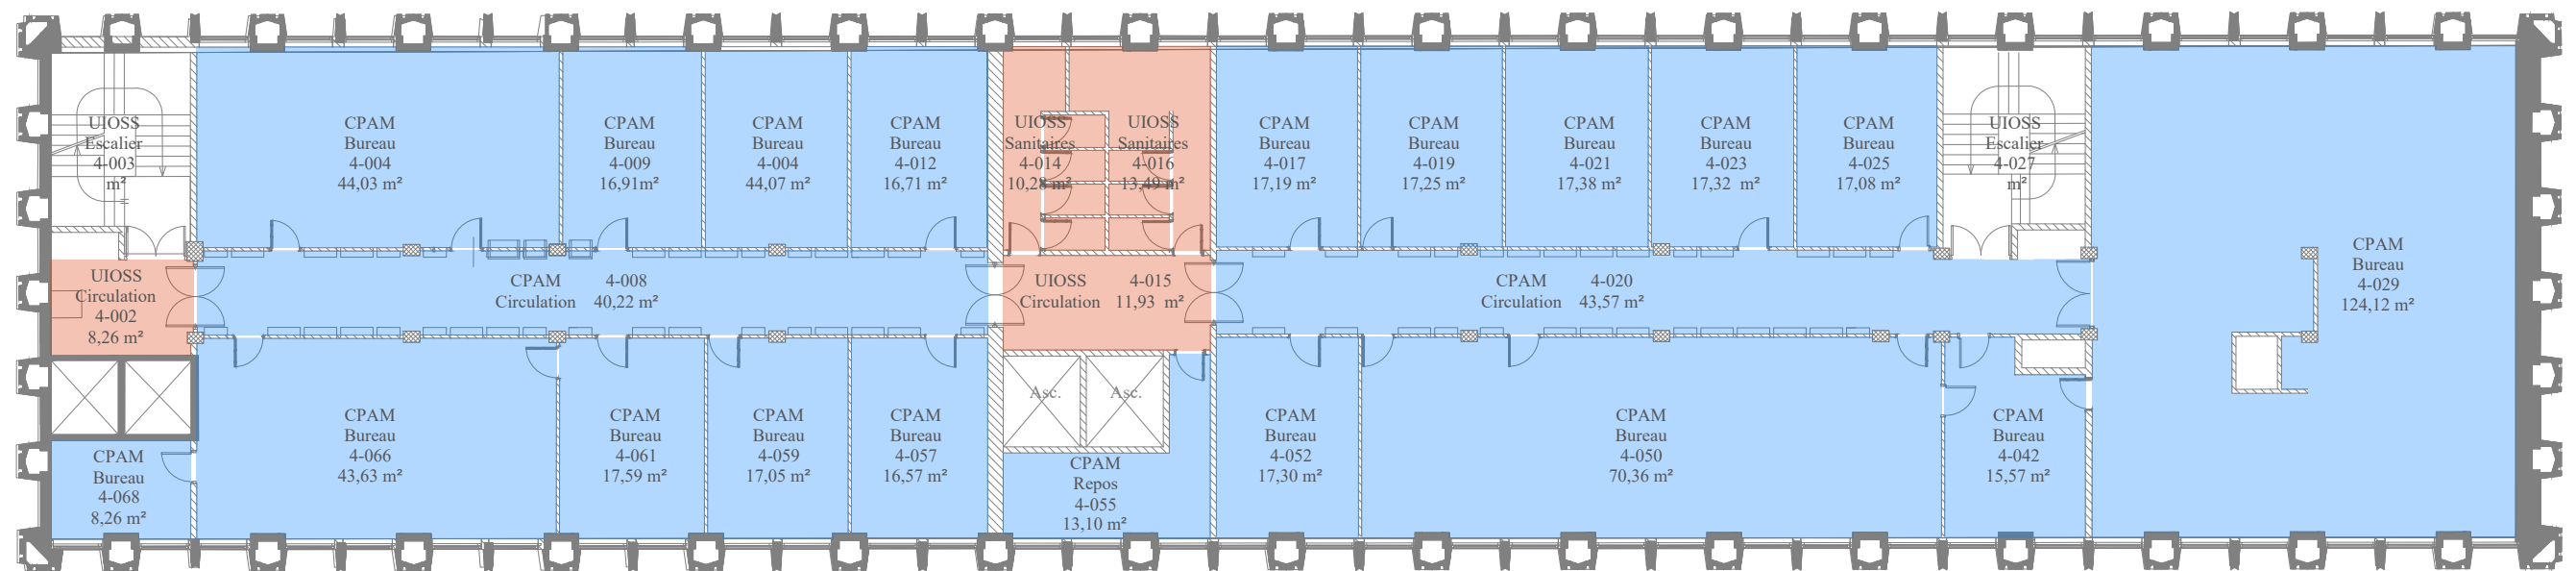 UIOSS
Escalier
4-003
m²
CPAM
Bureau
4-004
44,03 m²
CPAM
Bureau
4-009
16,91m²
CPAM
Bureau
4-004
44,07 m²
CPAM
Bureau
4-012
16,71 m²
UIOSS
Sanitaires
4-014
10,28 m²
UIOSS
Sanitaires
4-016
13,49 m²
CPAM
Bureau
4-017
17,19 m²
CPAM
Bureau
4-019
17,25 m²
CPAM
Bureau
4-021
17,38 m²
CPAM
Bureau
4-023
17,32 m²
CPAM
Bureau
4-025
17,08 m²
UIOSS
Escalier
4-027
m²
UIOSS
Circulation
4-002
8,26 m²
CPAM 4-008
Circulation 40,22 m²
UIOSS 4-015
Circulation 11,93 m²
CPAM 4-020
Circulation 43,57 m²
CPAM
Bureau
4-029
124,12 m²
CPAM
Bureau
4-068
8,26 m²
CPAM
Bureau
4-066
43,63 m²
CPAM
Bureau
4-061
17,59 m²
CPAM
Bureau
4-059
17,05 m²
CPAM
Bureau
4-057
16,57 m²
Asc.
Asc.
CPAM
Repos
4-055
13,10 m²
CPAM
Bureau
4-052
17,30 m²
CPAM
Bureau
4-050
70,36 m²
CPAM
Bureau
4-042
15,57 m²